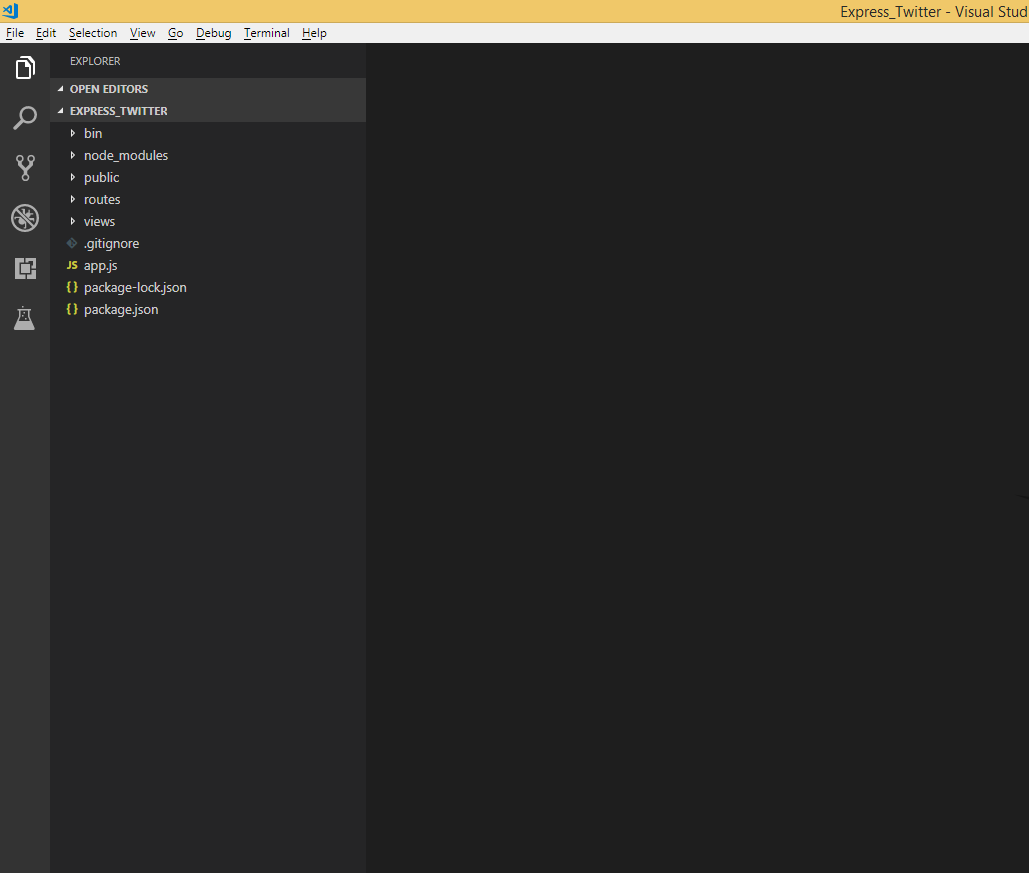 Express_Twitter - Visual Stud
File Edit Selection View Go Debug Terminal Help
EXPLORER
OPEN EDITORS
EXPRESS_TWITTER
bin
node_modules
public
routes
views
.gitignore
JS app.js
{} package-lock.json
{} package.json